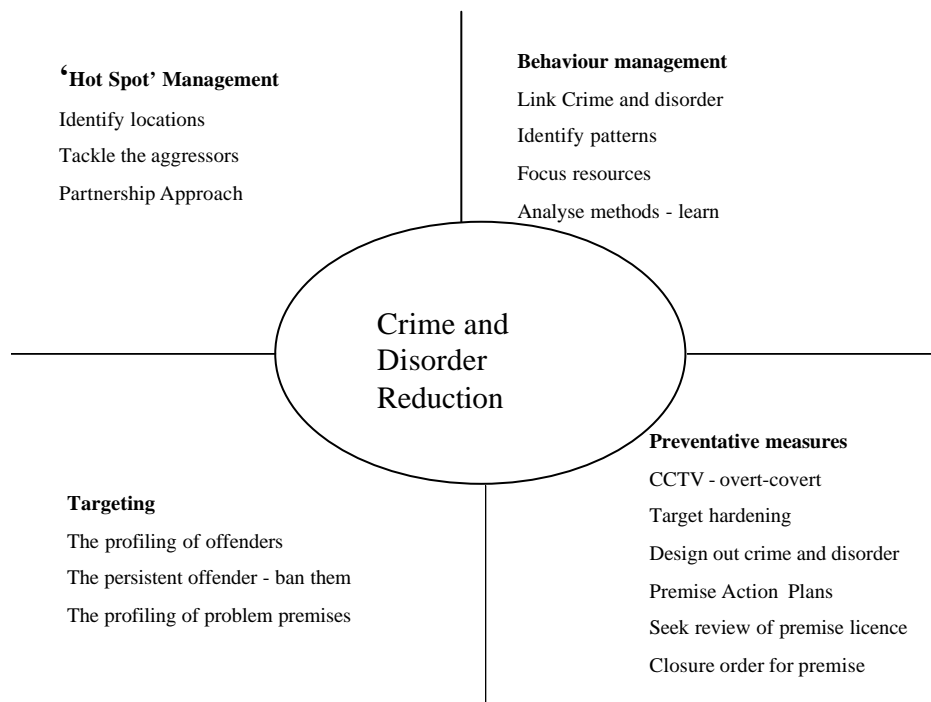 ‘Hot Spot’ Management
Identify locations
Tackle the aggressors
Partnership Approach
Behaviour management
Link Crime and disorder
Identify patterns
Focus resources
Analyse methods - learn
Crime and
Disorder
Reduction
Targeting
The profiling of offenders
The persistent offender - ban them
The profiling of problem premises
Preventative measures
CCTV - overt-covert
Target hardening
Design out crime and disorder
Premise Action Plans
Seek review of premise licence
Closure order for premise